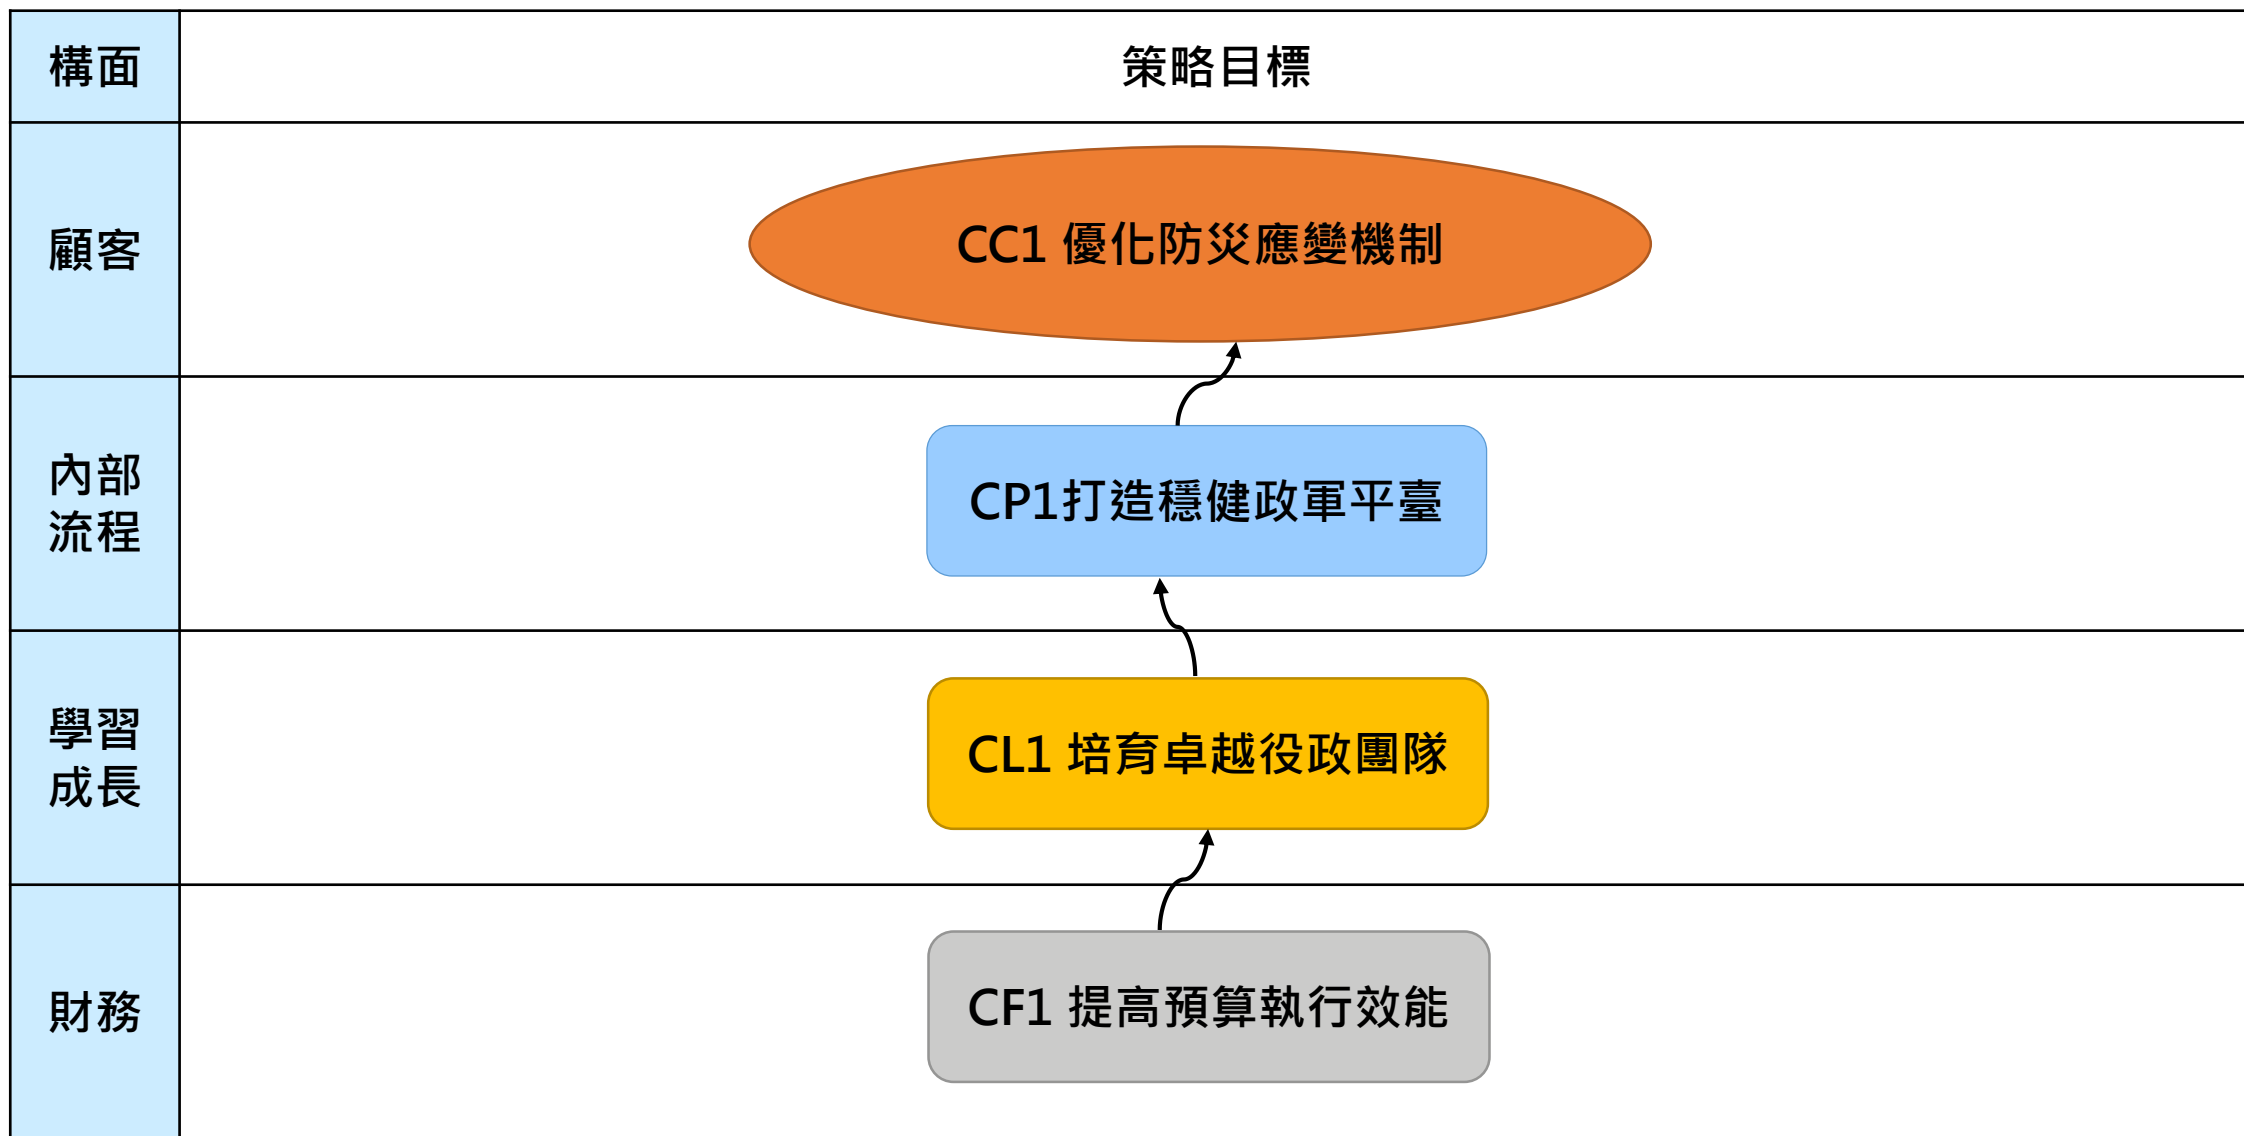 構面
策略目標
顧客
CC1 優化防災應變機制
內部
流程
CP1打造穩健政軍平臺
學習
成長
CL1 培育卓越役政團隊
財務
CF1 提高預算執行效能